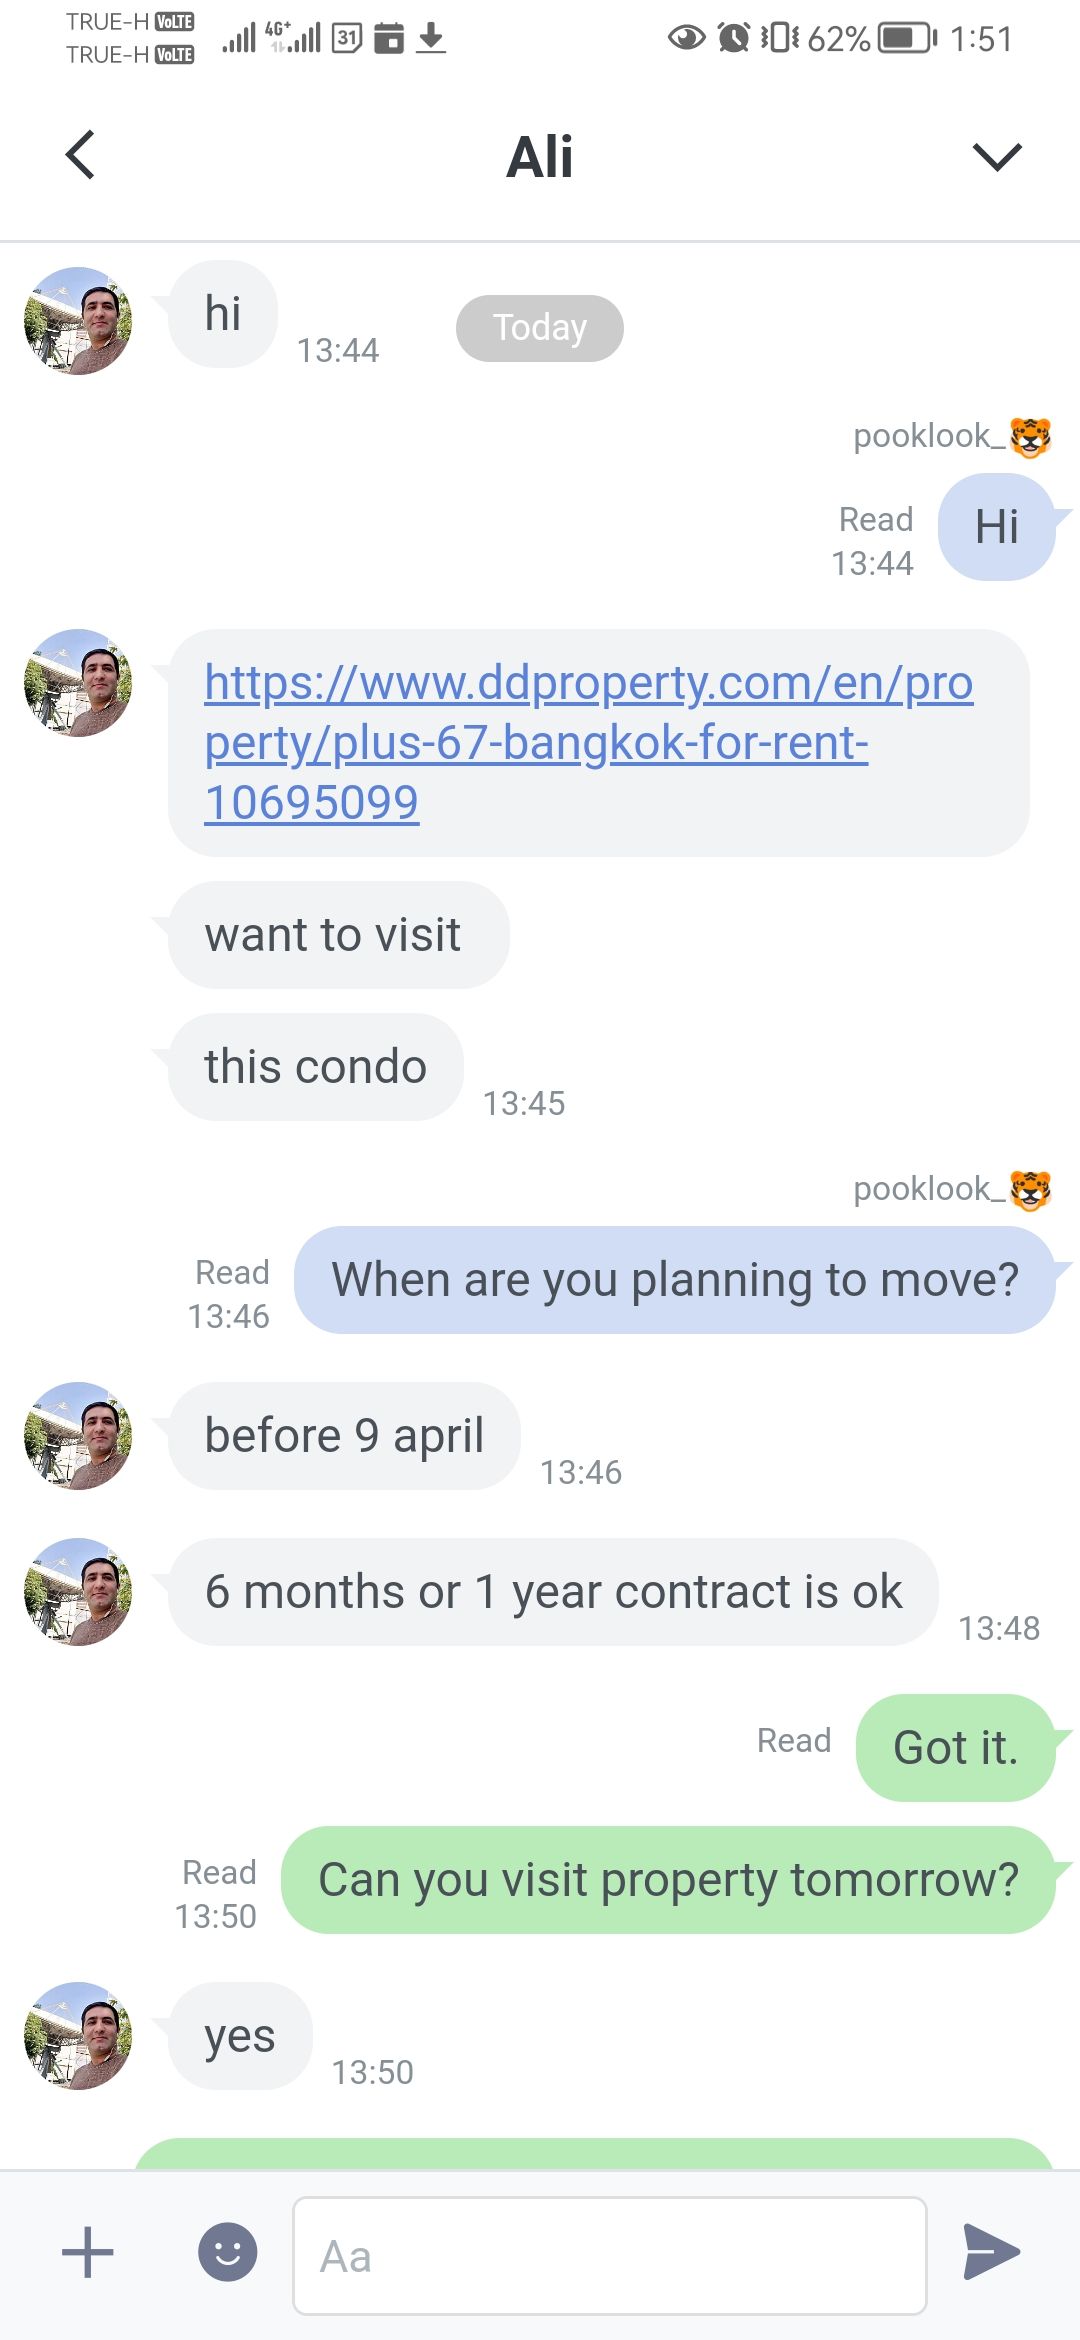 TRUE-H VoLTE
TRUE-H VoLTE
4G+
31
62%
1:51
Ali
hi
13:44
Today
pooklook_🐯
Read
13:44
Hi
https://www.ddproperty.com/en/pro
perty/plus-67-bangkok-for-rent-
10695099
want to visit
this condo
13:45
pooklook_🐯
Read
13:46
When are you planning to move?
before 9 april
13:46
6 months or 1 year contract is ok
13:48
Read
Got it.
Read
13:50
Can you visit property tomorrow?
yes
13:50
Aa